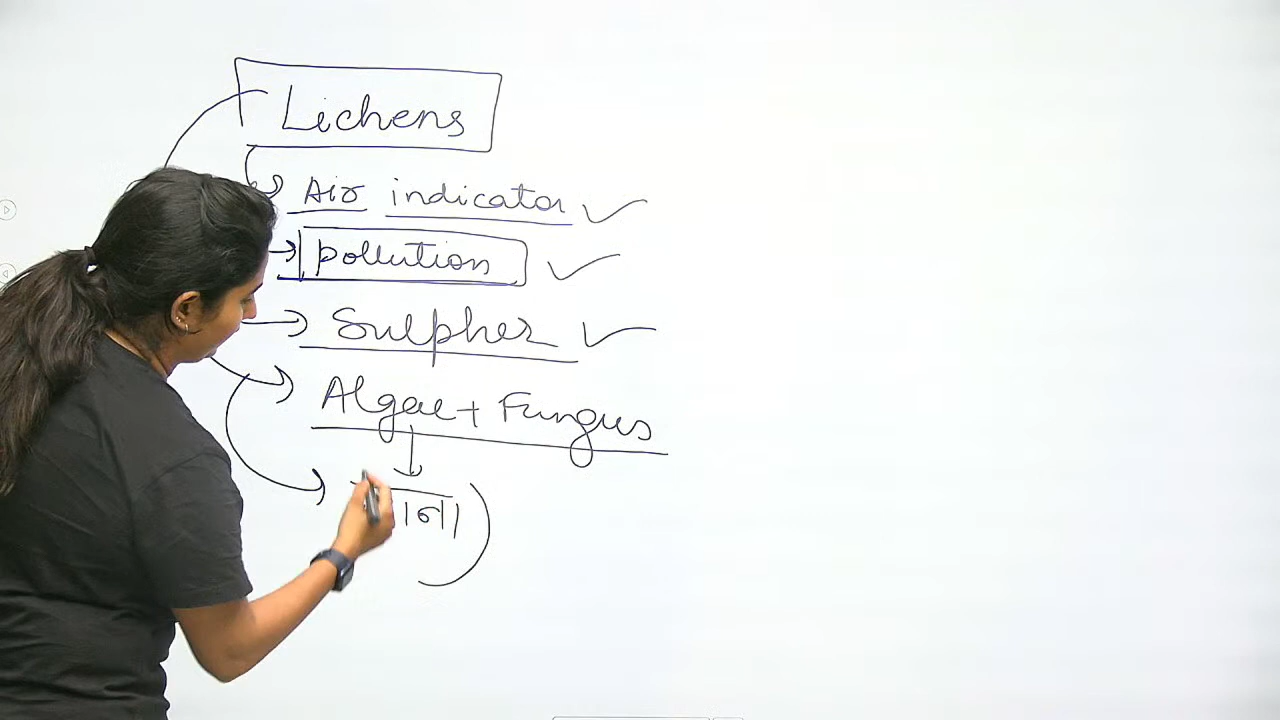 Lichens
Air indicator
pollution
Sulpher
Algae + Fungus